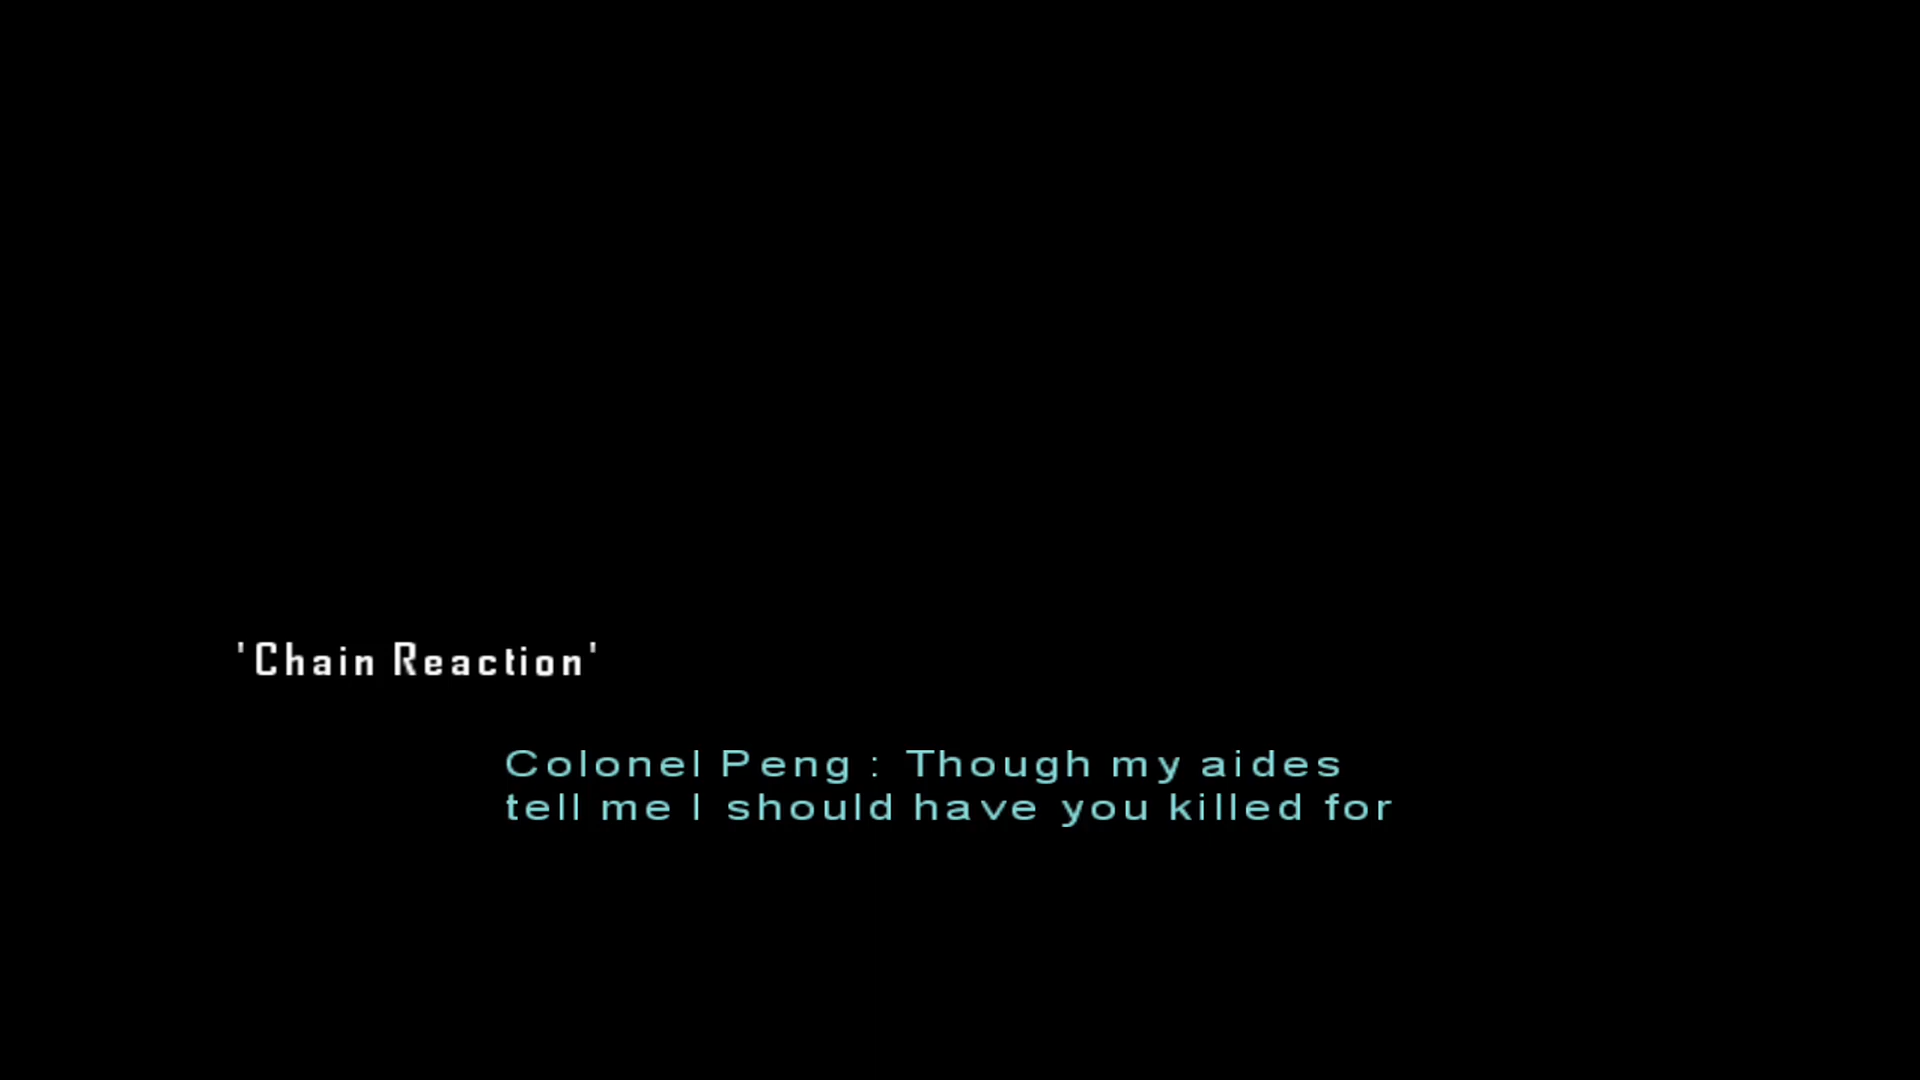 'Chain Reaction'
Colonel Peng : Though my aides
tell me I should have you killed for